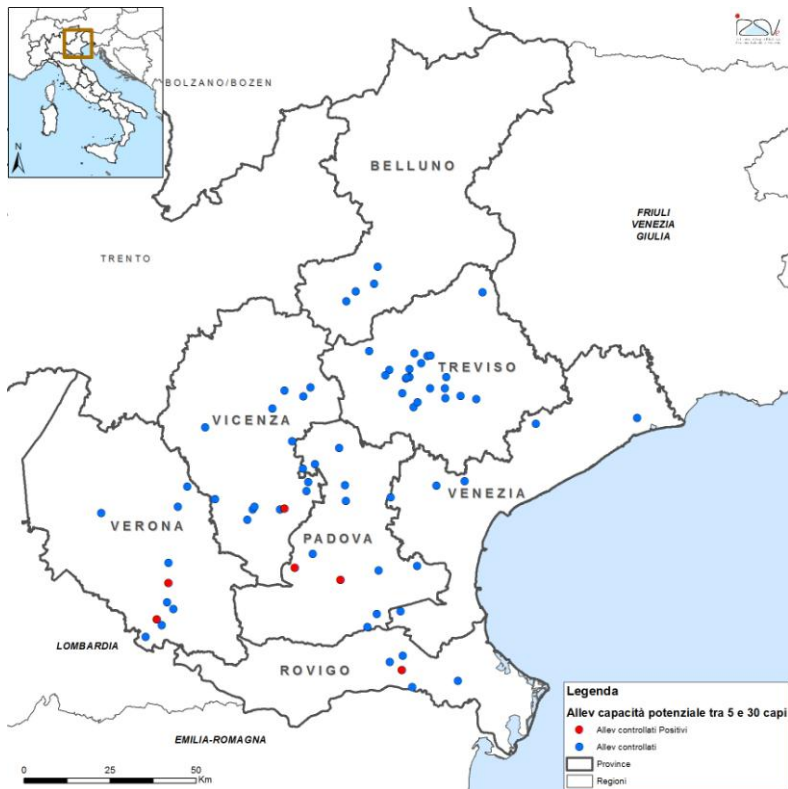 N
BOLZANO/BOZEN
BELLUNO
FRIULI
VENEZIA
GIULIA
TRENTO
TREVISO
VICENZA
VENEZIA
VERONA
PADOVA
LOMBARDIA
ROVIGO
EMILIA-ROMAGNA
0 25 50
Km
Legenda
Allev capacità potenziale tra 5 e 30 capi
Allev controllati Positivi
Allev controllati
Province
Regioni